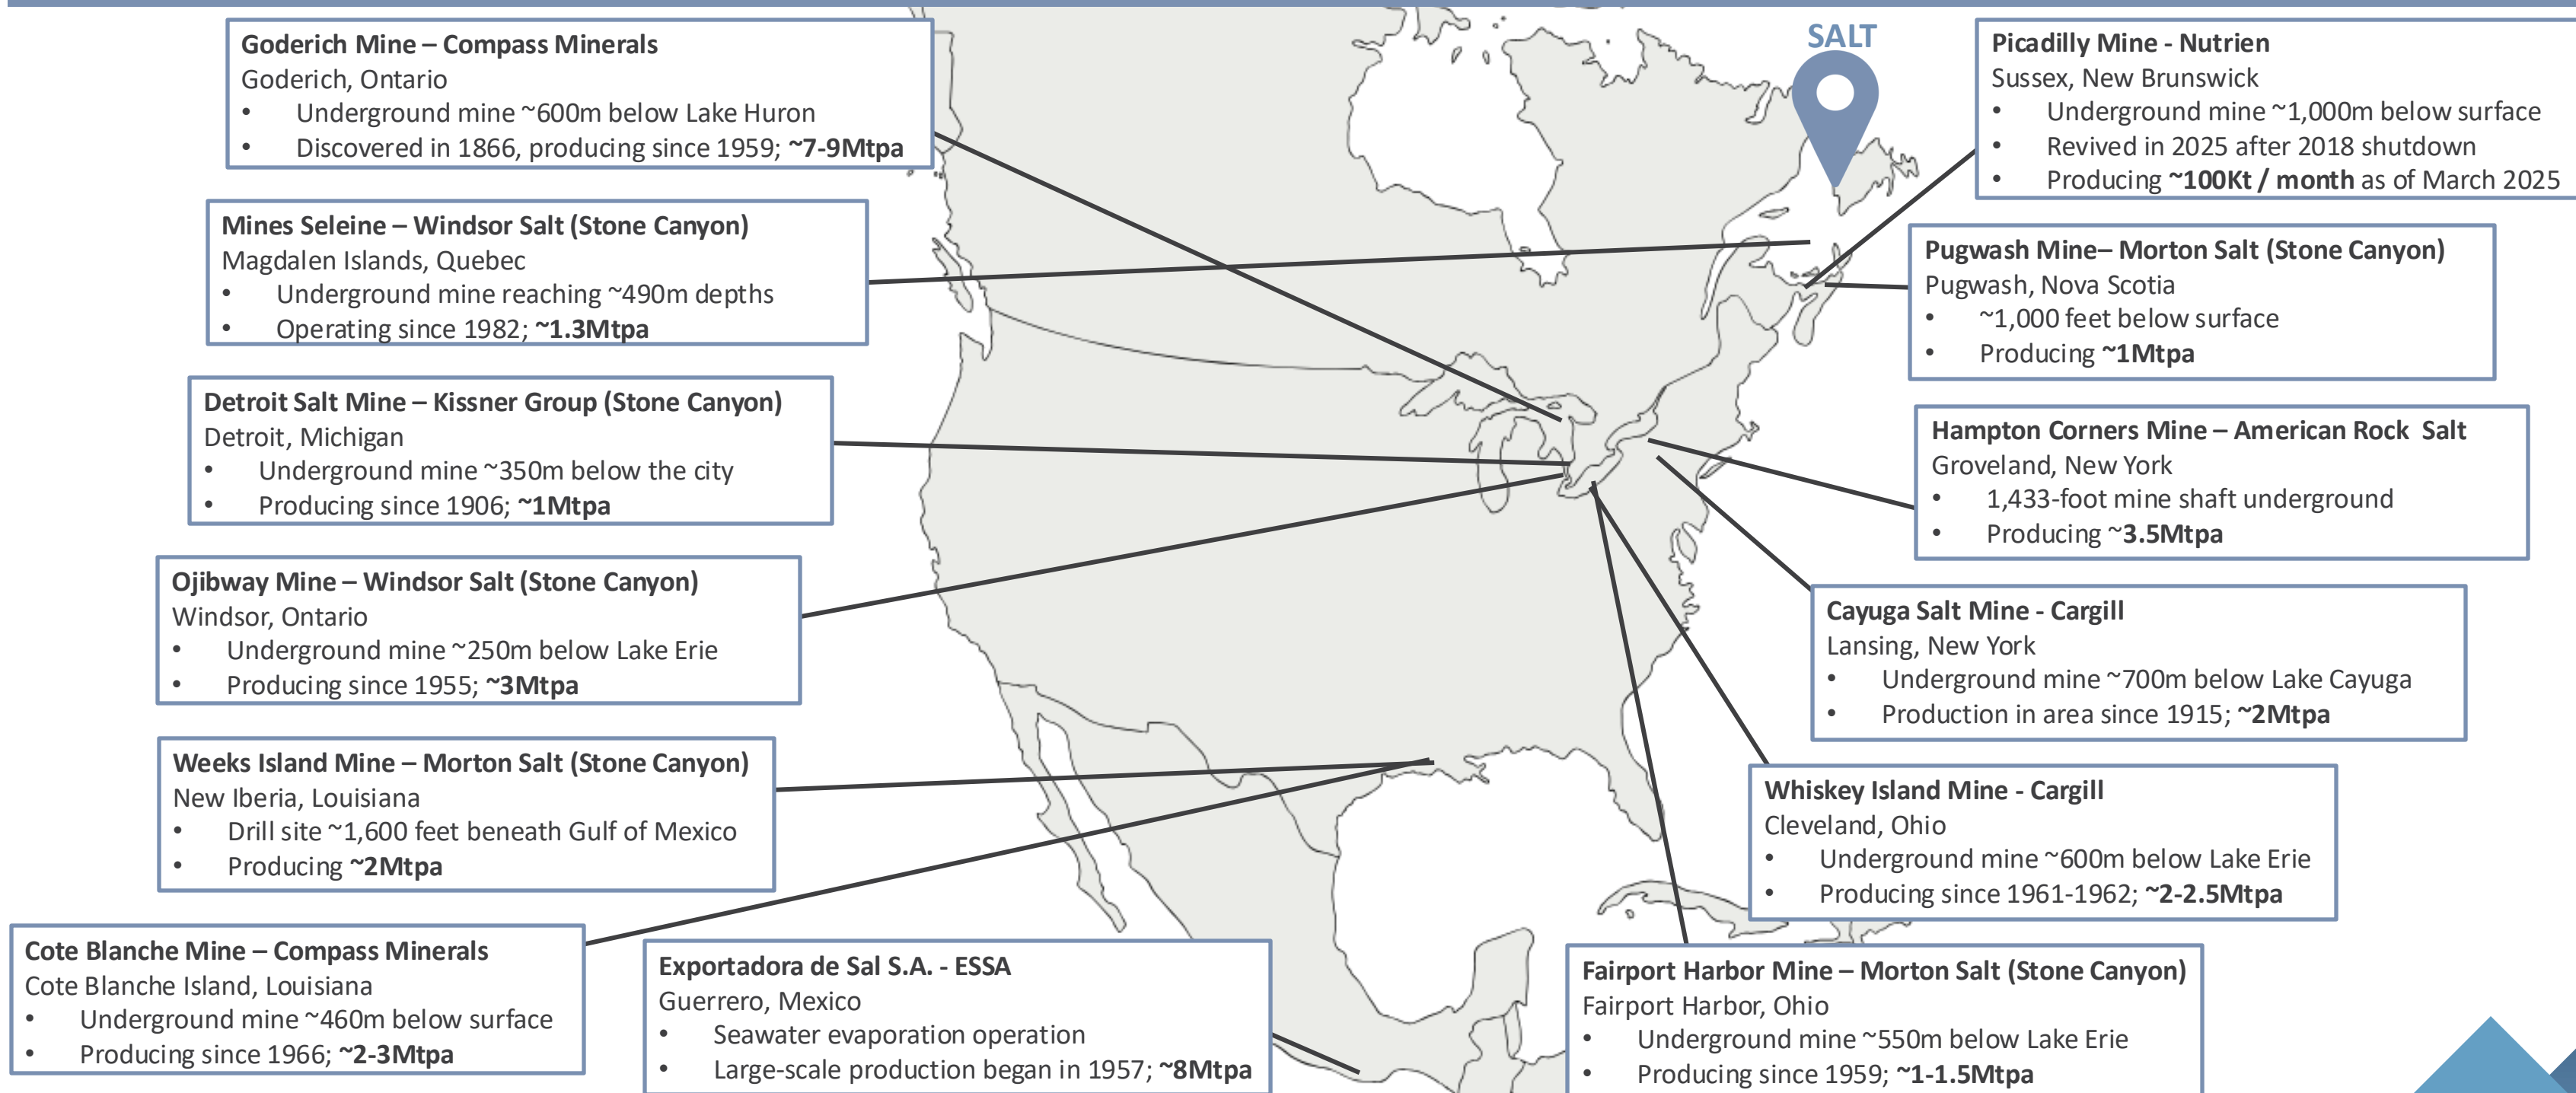 Goderich Mine – Compass Minerals
Goderich, Ontario
• Underground mine ~600m below Lake Huron
• Discovered in 1866, producing since 1959; ~7-9Mtpa
Mines Seleine – Windsor Salt (Stone Canyon)
Magdalen Islands, Quebec
• Underground mine reaching ~490m depths
• Operating since 1982; ~1.3Mtpa
Detroit Salt Mine – Kissner Group (Stone Canyon)
Detroit, Michigan
• Underground mine ~350m below the city
• Producing since 1906; ~1Mtpa
Ojibway Mine – Windsor Salt (Stone Canyon)
Windsor, Ontario
• Underground mine ~250m below Lake Erie
• Producing since 1955; ~3Mtpa
Weeks Island Mine – Morton Salt (Stone Canyon)
New Iberia, Louisiana
• Drill site ~1,600 feet beneath Gulf of Mexico
• Producing ~2Mtpa
Cote Blanche Mine – Compass Minerals
Cote Blanche Island, Louisiana
• Underground mine ~460m below surface
• Producing since 1966; ~2-3Mtpa
Exportadora de Sal S.A. - ESSA
Guerrero, Mexico
• Seawater evaporation operation
• Large-scale production began in 1957; ~8Mtpa
SALT
Picadilly Mine - Nutrien
Sussex, New Brunswick
• Underground mine ~1,000m below surface
• Revived in 2025 after 2018 shutdown
• Producing ~100Kt / month as of March 2025
Pugwash Mine– Morton Salt (Stone Canyon)
Pugwash, Nova Scotia
• ~1,000 feet below surface
• Producing ~1Mtpa
Hampton Corners Mine – American Rock Salt
Groveland, New York
• 1,433-foot mine shaft underground
• Producing ~3.5Mtpa
Cayuga Salt Mine - Cargill
Lansing, New York
• Underground mine ~700m below Lake Cayuga
• Production in area since 1915; ~2Mtpa
Whiskey Island Mine - Cargill
Cleveland, Ohio
• Underground mine ~600m below Lake Erie
• Producing since 1961-1962; ~2-2.5Mtpa
Fairport Harbor Mine – Morton Salt (Stone Canyon)
Fairport Harbor, Ohio
• Underground mine ~550m below Lake Erie
• Producing since 1959; ~1-1.5Mtpa